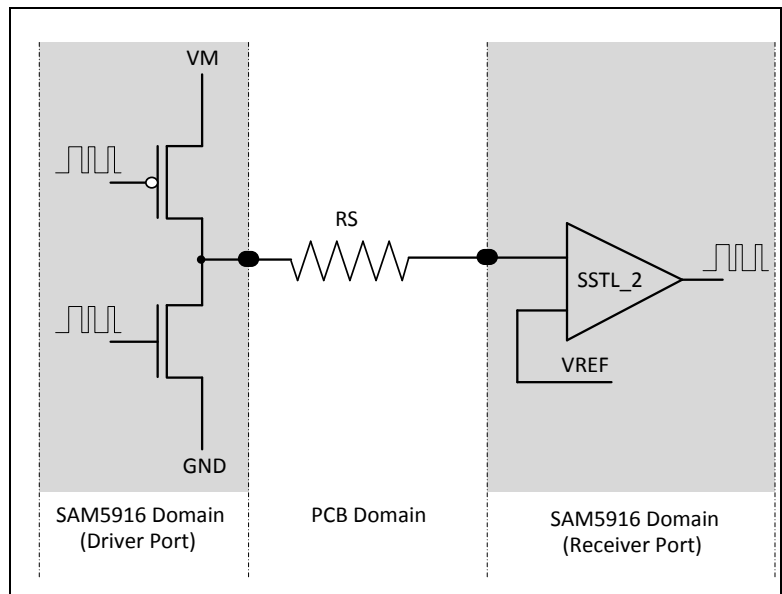 VM
RS
SSTL_2
VREF
GND
SAM5916 Domain
(Driver Port)
PCB Domain
SAM5916 Domain
(Receiver Port)